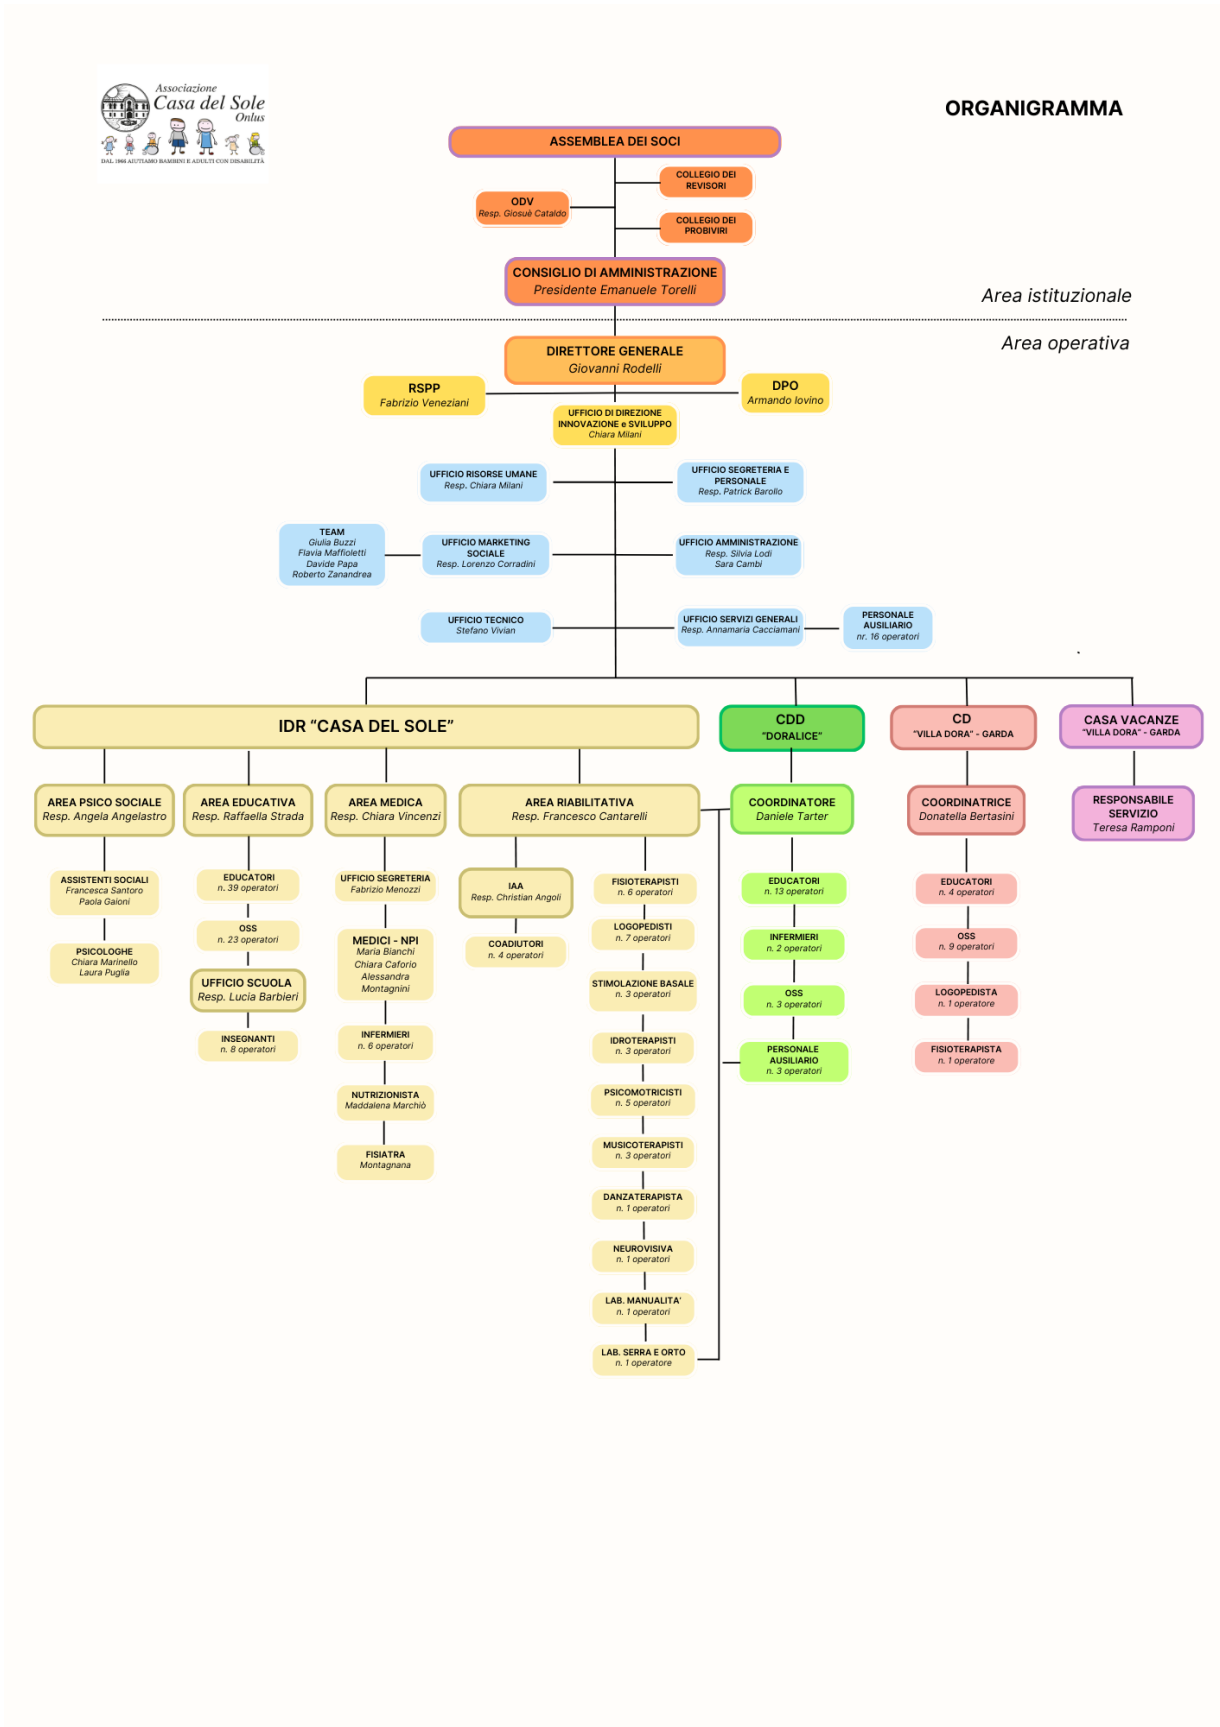 Associazione
Casa del Sole
Onlus
DAL 1966 AIUTIAMO BAMBINI E ADULTI CON DISABILITÀ
ORGANIGRAMMA
ASSEMBLEA DEI SOCI
COLLEGIO DEI
REVISORI
ODV
Resp. Giosuè Cataldo
COLLEGIO DEI
PROBIVIRI
CONSIGLIO DI AMMINISTRAZIONE
Presidente Emanuele Torelli
Area istituzionale
Area operativa
DIRETTORE GENERALE
Giovanni Rodelli
RSPP
Fabrizio Veneziani
DPO
Armando Iovino
UFFICIO DI DIREZIONE
INNOVAZIONE e SVILUPPO
Chiara Milani
UFFICIO RISORSE UMANE
Resp. Chiara Milani
UFFICIO SEGRETERIA E
PERSONALE
Resp. Patrick Barollo
TEAM
Giulia Buzzi
Flavia Maffioletti
Davide Papa
Roberto Zanandrea
UFFICIO MARKETING
SOCIALE
Resp. Lorenzo Corradini
UFFICIO AMMINISTRAZIONE
Resp. Silvia Lodi
Sara Cambi
UFFICIO TECNICO
Stefano Vivian
UFFICIO SERVIZI GENERALI
Resp. Annamaria Cacciamani
PERSONALE
AUSILIARIO
nr. 16 operatori
IDR “CASA DEL SOLE”
CDD
“DORALICE”
CD
“VILLA DORA” - GARDA
CASA VACANZE
“VILLA DORA” - GARDA
AREA PSICO SOCIALE
Resp. Angela Angelastro
AREA EDUCATIVA
Resp. Raffaella Strada
AREA MEDICA
Resp. Chiara Vincenzi
AREA RIABILITATIVA
Resp. Francesco Cantarelli
COORDINATORE
Daniele Tarter
COORDINATRICE
Donatella Bertasini
RESPONSABILE
SERVIZIO
Teresa Ramponi
ASSISTENTI SOCIALI
Francesca Santoro
Paola Gaioni
PSICOLOGHE
Chiara Marinello
Laura Puglia
EDUCATORI
n. 39 operatori
OSS
n. 23 operatori
UFFICIO SCUOLA
Resp. Lucia Barbieri
INSEGNANTI
n. 8 operatori
UFFICIO SEGRETERIA
Fabrizio Menozzi
MEDICI - NPI
Maria Bianchi
Chiara Caforio
Alessandra
Montagnini
INFERMIERI
n. 6 operatori
NUTRIZIONISTA
Maddalena Marchiò
FISIATRA
Montagnana
IAA
Resp. Christian Angoli
COADIUTORI
n. 4 operatori
FISIOTERAPISTI
n. 6 operatori
LOGOPEDISTI
n. 7 operatori
STIMOLAZIONE BASALE
n. 3 operatori
IDROTERAPISTI
n. 3 operatori
PSICOMOTRICISTI
n. 5 operatori
MUSICOTERAPISTI
n. 3 operatori
DANZATERAPISTA
n. 1 operatori
NEUROVISIVA
n. 1 operatori
LAB. MANUALITA'
n. 1 operatori
LAB. SERRA E ORTO
n. 1 operatore
EDUCATORI
n. 13 operatori
INFERMIERI
n. 2 operatori
OSS
n. 3 operatori
PERSONALE
AUSILIARIO
n. 3 operatori
EDUCATORI
n. 4 operatori
OSS
n. 9 operatori
LOGOPEDISTA
n. 1 operatore
FISIOTERAPISTA
n. 1 operatore